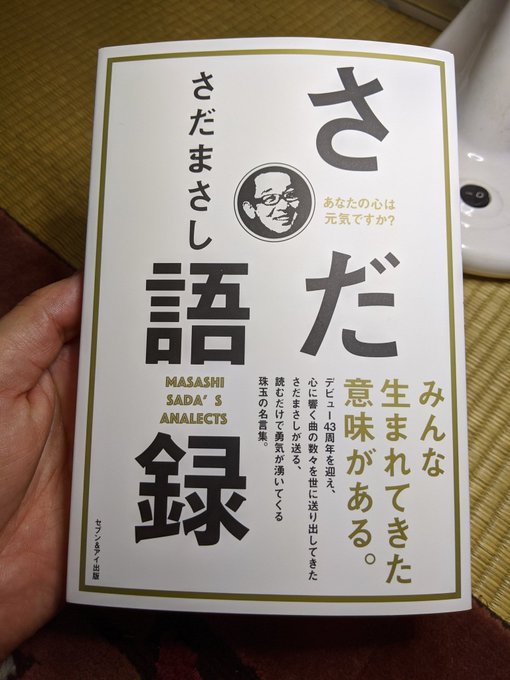 さだ
語録
さだまさし
あなたの心は
元気ですか?
MASASHI
SADA'S
ANALECTS
みんな
生まれてきた
意味がある。
デビュー43周年を迎え、
心に響く曲の数々を世に送り出してきた
さだまさしが送る、
読むだけで勇気が湧いてくる
珠玉の名言集。
セブン&アイ出版